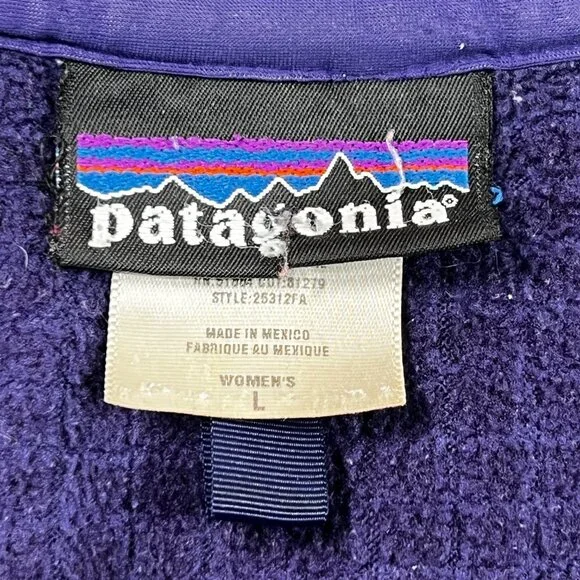 patagonia®
STYLE:25312FA
MADE IN MEXICO
FABRIQUE AU MEXIQUE
WOMEN'S
L